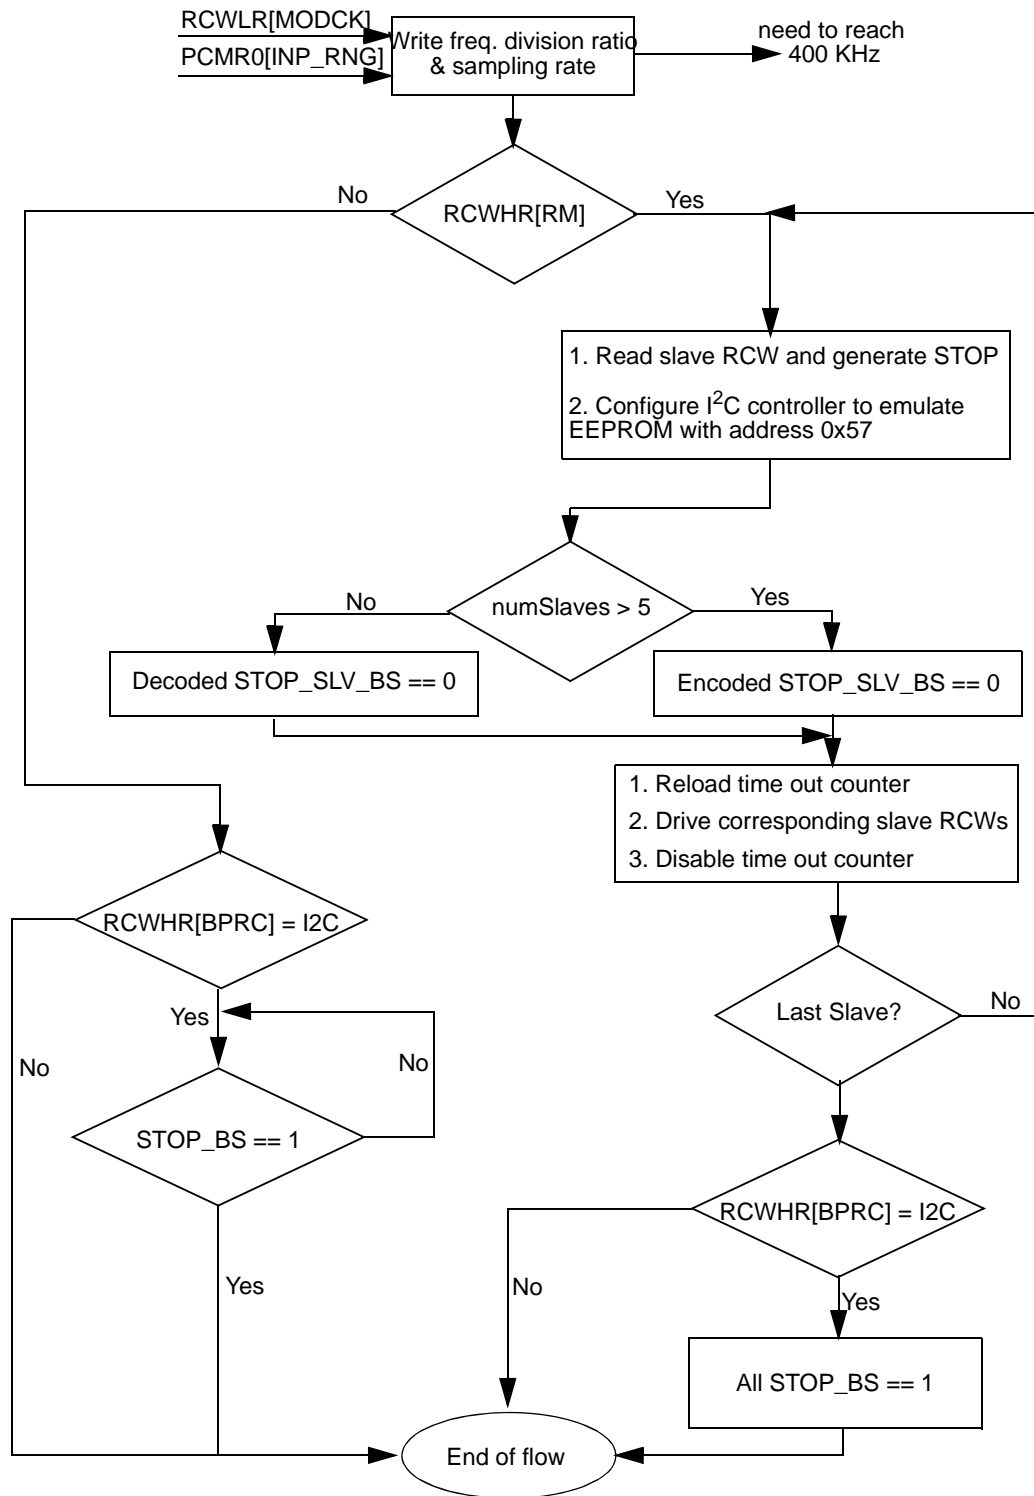 RCWLR[MODCK]
PCMR0[INP_RNG]
Write freq. division ratio
& sampling rate
need to reach
400 KHz
No
RCWHR[RM]
Yes
1. Read slave RCW and generate STOP
2. Configure I2C controller to emulate
EEPROM with address 0x57
No
numSlaves > 5
Yes
Decoded STOP_SLV_BS == 0
Encoded STOP_SLV_BS == 0
1. Reload time out counter
2. Drive corresponding slave RCWs
3. Disable time out counter
RCWHR[BPRC] = I2C
Last Slave?
No
Yes
No
No
STOP_BS == 1
RCWHR[BPRC] = I2C
Yes
No
Yes
All STOP_BS == 1
End of flow